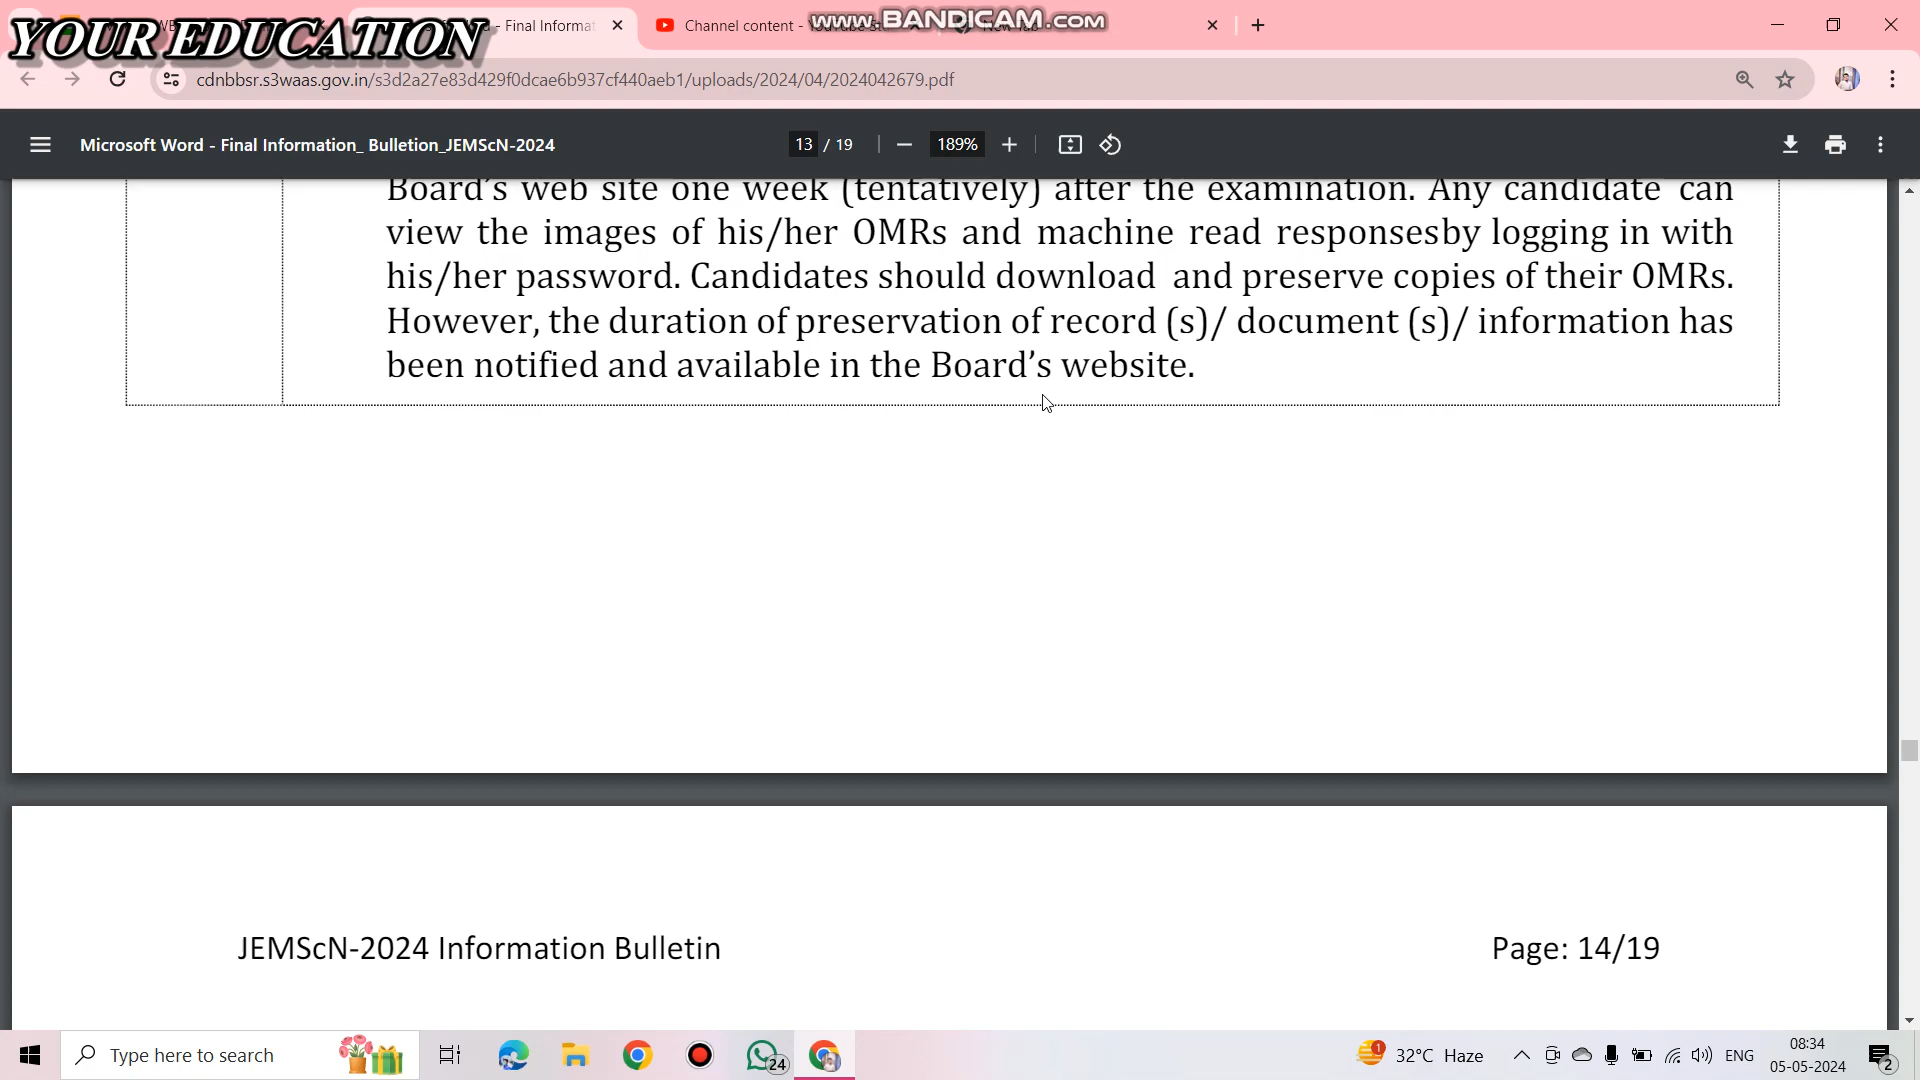 YOUR EDUCATION
- Final Informat
Channel content - YouTube St
www.BANDICAM.com
cdnbbsr.s3waas.gov.in/s3d2a27e83d429f0dcae6b937cf440aeb1/uploads/2024/04/2024042679.pdf
Microsoft Word - Final Information_ Bulletion_JEMScN-2024
13 / 19
189%
Board's web site one week (tentatively) after the examination. Any candidate can
view the images of his/her OMRs and machine read responsesby logging in with
his/her password. Candidates should download and preserve copies of their OMRs.
However, the duration of preservation of record (s)/ document (s)/ information has
been notified and available in the Board's website.
JEMScN-2024 Information Bulletin
Page: 14/19
Type here to search
24
1
32°C Haze
ENG
08:34
05-05-2024
2